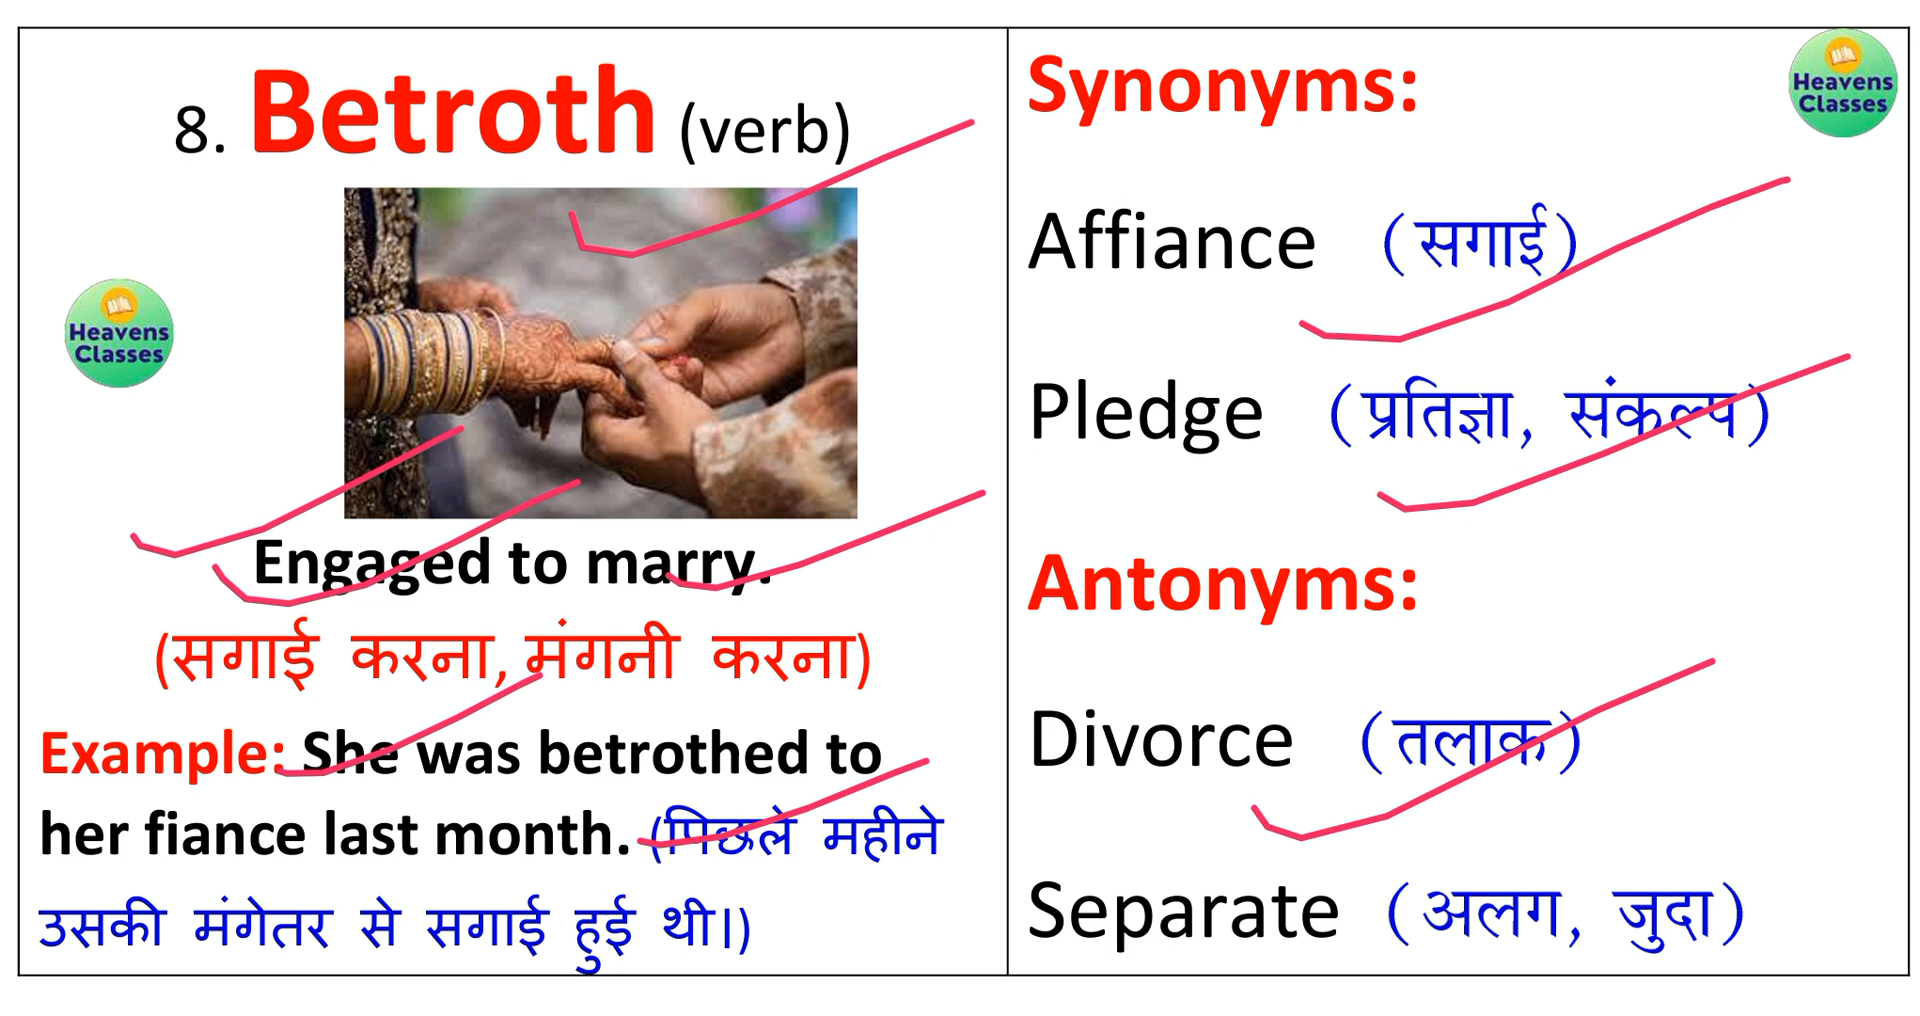 8. Betroth (verb)
Heavens
Classes
Engaged to marry.
(सगाई करना, मंगनी करना)
Example: She was betrothed to
her fiance last month. (पिछले महीने
उसकी मंगेतर से सगाई हुई थी।)
Synonyms:
Heavens
Classes
Affiance (सगाई)
Pledge (प्रतिज्ञा, संकल्प)
Antonyms:
Divorce (तलाक)
Separate (अलग, जुदा)